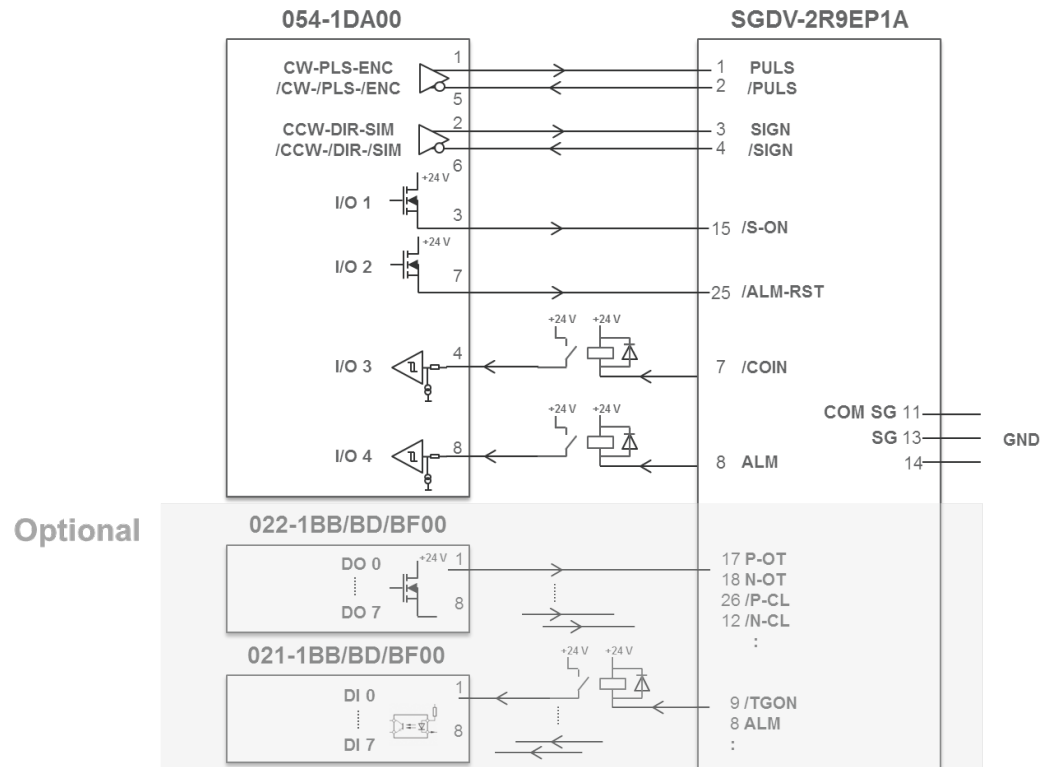 054-1DA00 SGDV-2R9EP1A
CW-PLS-ENC 1 1 PULS
/CW-/PLS-/ENC 5 2 /PULS
CCW-DIR-SIM 2 3 SIGN
/CCW-/DIR-/SIM 6 4 /SIGN
+24 V
I/O 1 3 15 /S-ON
+24 V
I/O 2 7 25 /ALM-RST
+24 V +24 V
I/O 3 4 7 /COIN
COM SG 11
+24 V +24 V
SG 13 GND
I/O 4 8 8 ALM
14
Optional
022-1BB/BD/BF00
DO 0 +24 V 1 17 P-OT
18 N-OT
DO 7 8 26 /P-CL
12 /N-CL
:
021-1BB/BD/BF00
+24 V +24 V
DI 0 1 9 /TGON
DI 7 8 8 ALM
: